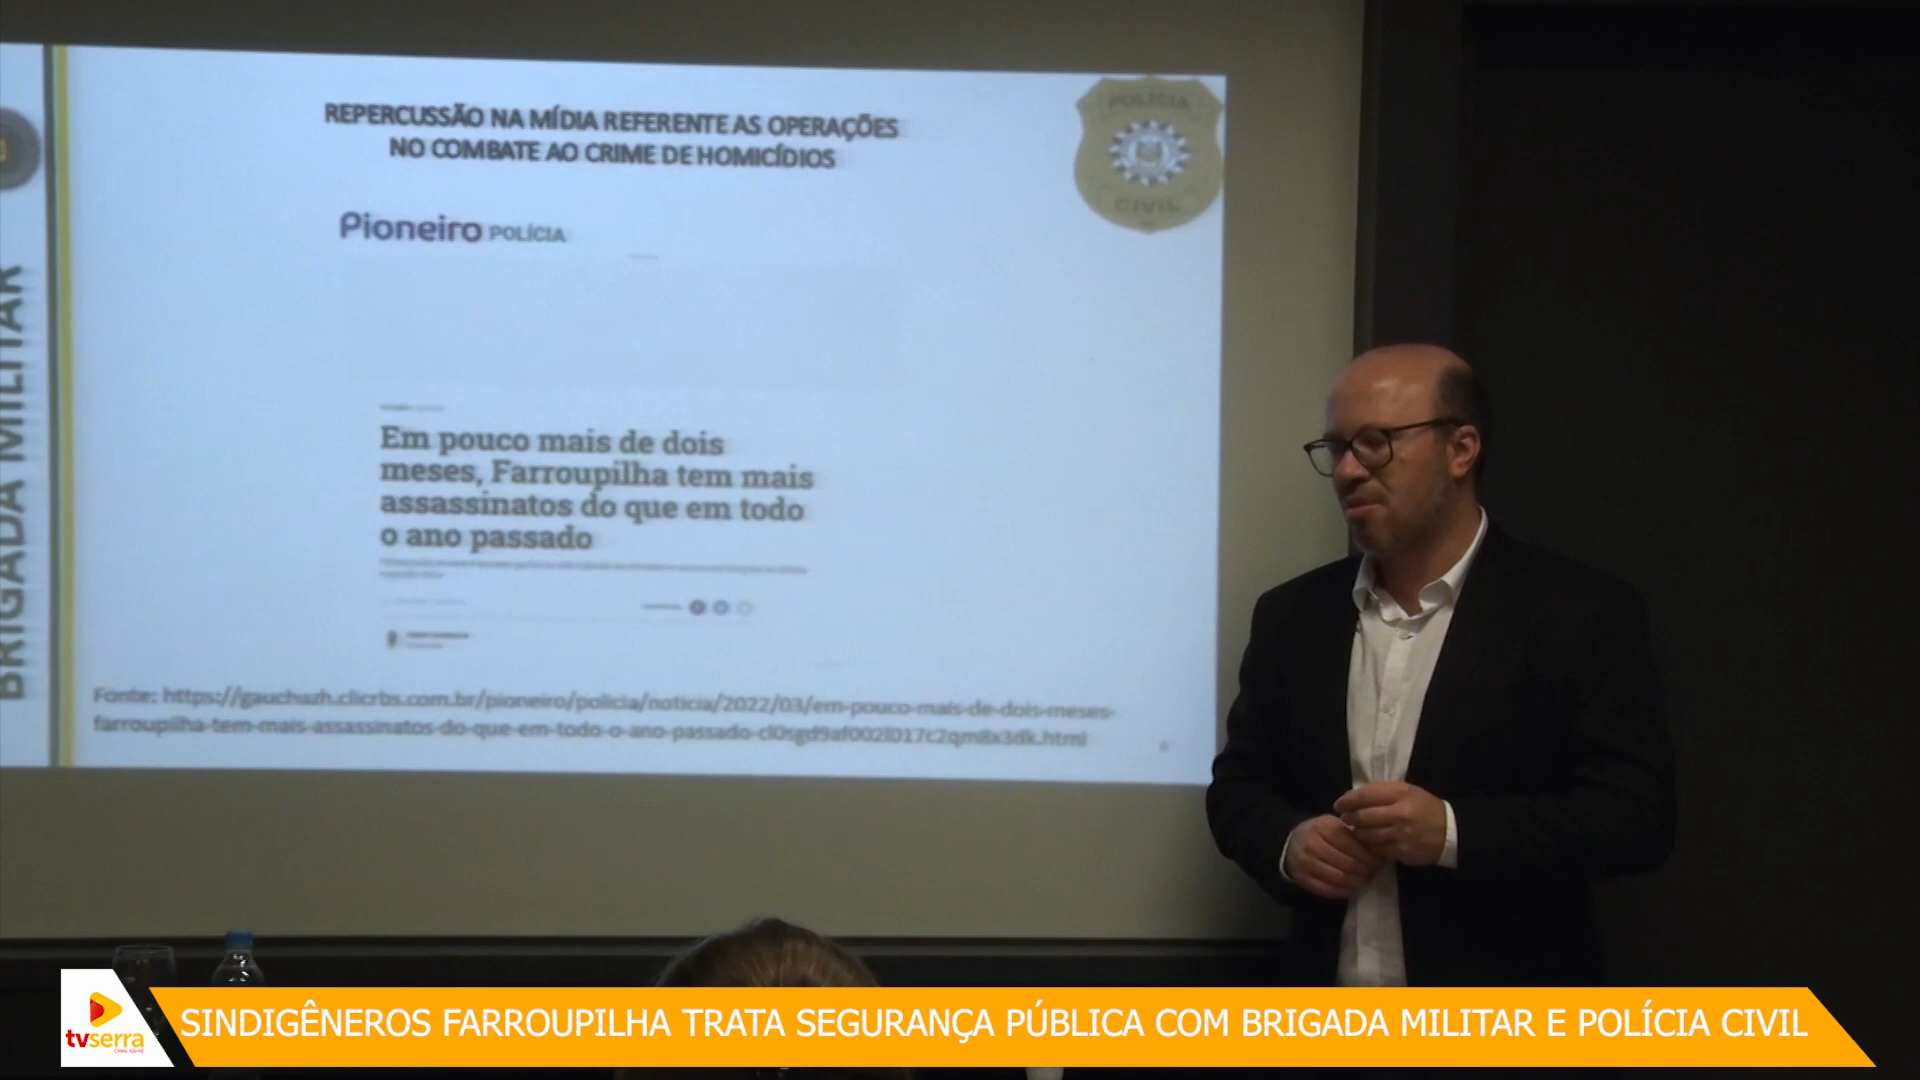 REPERCUSSÃO NA MÍDIA REFERENTE AS OPERAÇÕES
NO COMBATE AO CRIME DE HOMICÍDIOS
POLICIA
CIVIL
BRIGADA MILITAR
Pioneiro POLÍCIA
Em pouco mais de dois
meses, Farroupilha tem mais
assassinatos do que em todo
o ano passado
Fonte: https://gauchazh.clicrbs.com.br/pioneiro/policia/noticia/2022/03/em-pouco-mais-de-dois-meses-
farroupilha-tem-mais-assassinatos-do-que-em-todo-o-ano-passado-cl0sgd9af002l017c2qm8x3dk.html
6
tvserra
SINDIGÊNEROS FARROUPILHA TRATA SEGURANÇA PÚBLICA COM BRIGADA MILITAR E POLÍCIA CIVIL